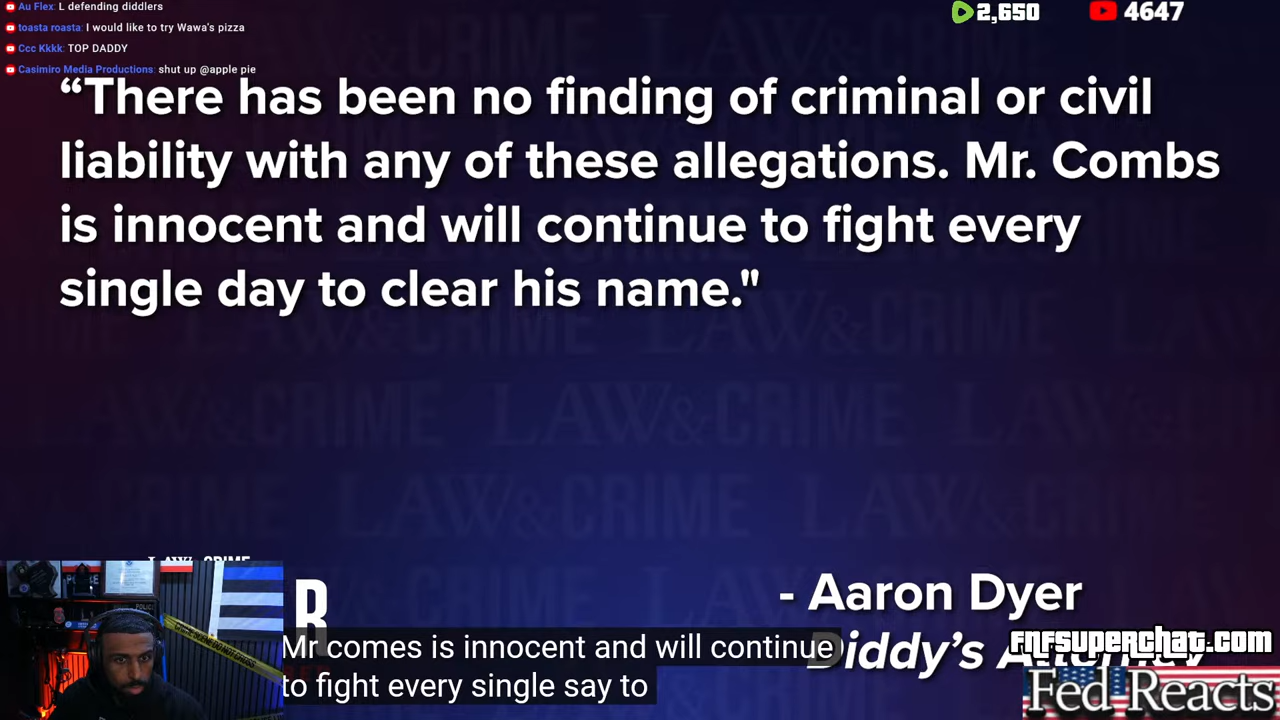 Au Flex: L defending diddlers
toasta roasta: I would like to try Wawa's pizza
Ccc Kkkk: TOP DADDY
Casimiro Media Productions: shut up @apple pie
2,650
4647
“There has been no finding of criminal or civil
liability with any of these allegations. Mr. Combs
is innocent and will continue to fight every
single day to clear his name."
LAW&CRIME
- Aaron Dyer
Diddy’s Attorney
Mr comes is innocent and will continue
to fight every single say to
FNFSUPERCHAT.COM
Fed Reacts